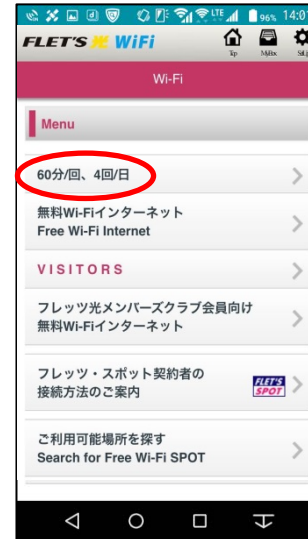 LTE 96% 14:01
FLET'S 光 WiFi
Top MyBox
Wi-Fi
Menu
60分/回、4回/日
無料Wi-Fiインターネット
Free Wi-Fi Internet
VISITORS
フレッツ光メンバーズクラブ会員向け
無料Wi-Fiインターネット
フレッツ・スポット契約者の
接続方法のご案内
FLET'S
SPOT
ご利用可能場所を探す
Search for Free Wi-Fi SPOT